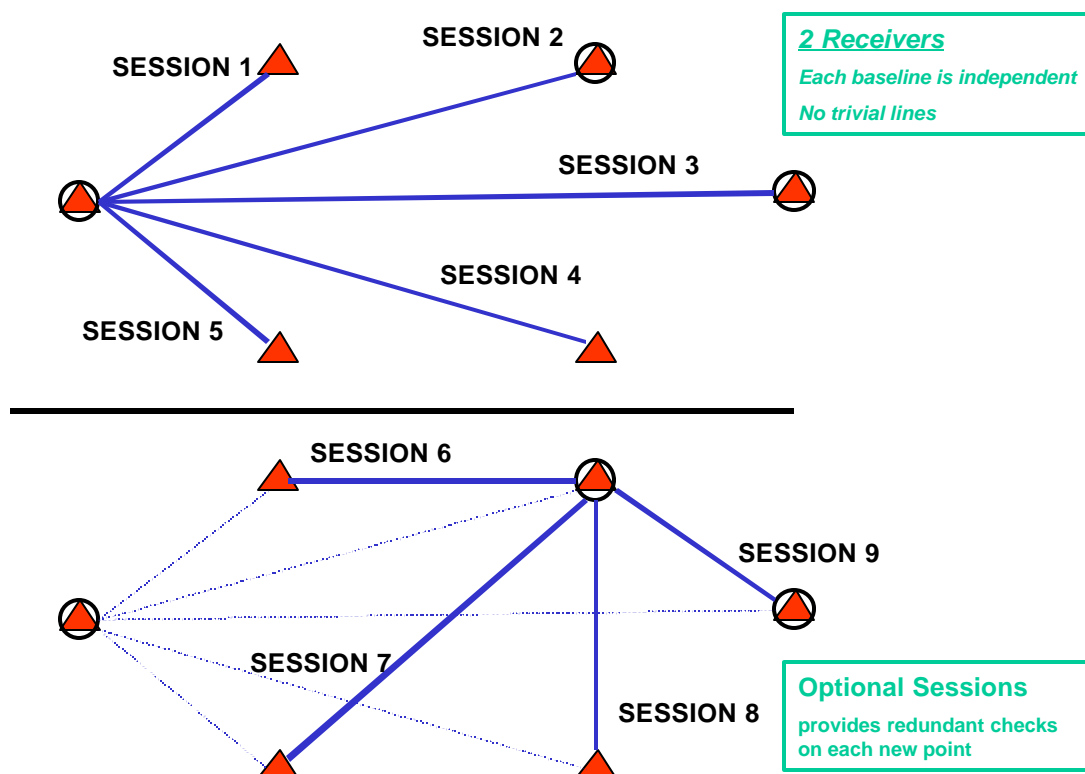 SESSION 1
SESSION 2
2 Receivers
Each baseline is independent
No trivial lines
SESSION 3
SESSION 4
SESSION 5
SESSION 6
SESSION 9
SESSION 7
SESSION 8
Optional Sessions
provides redundant checks
on each new point